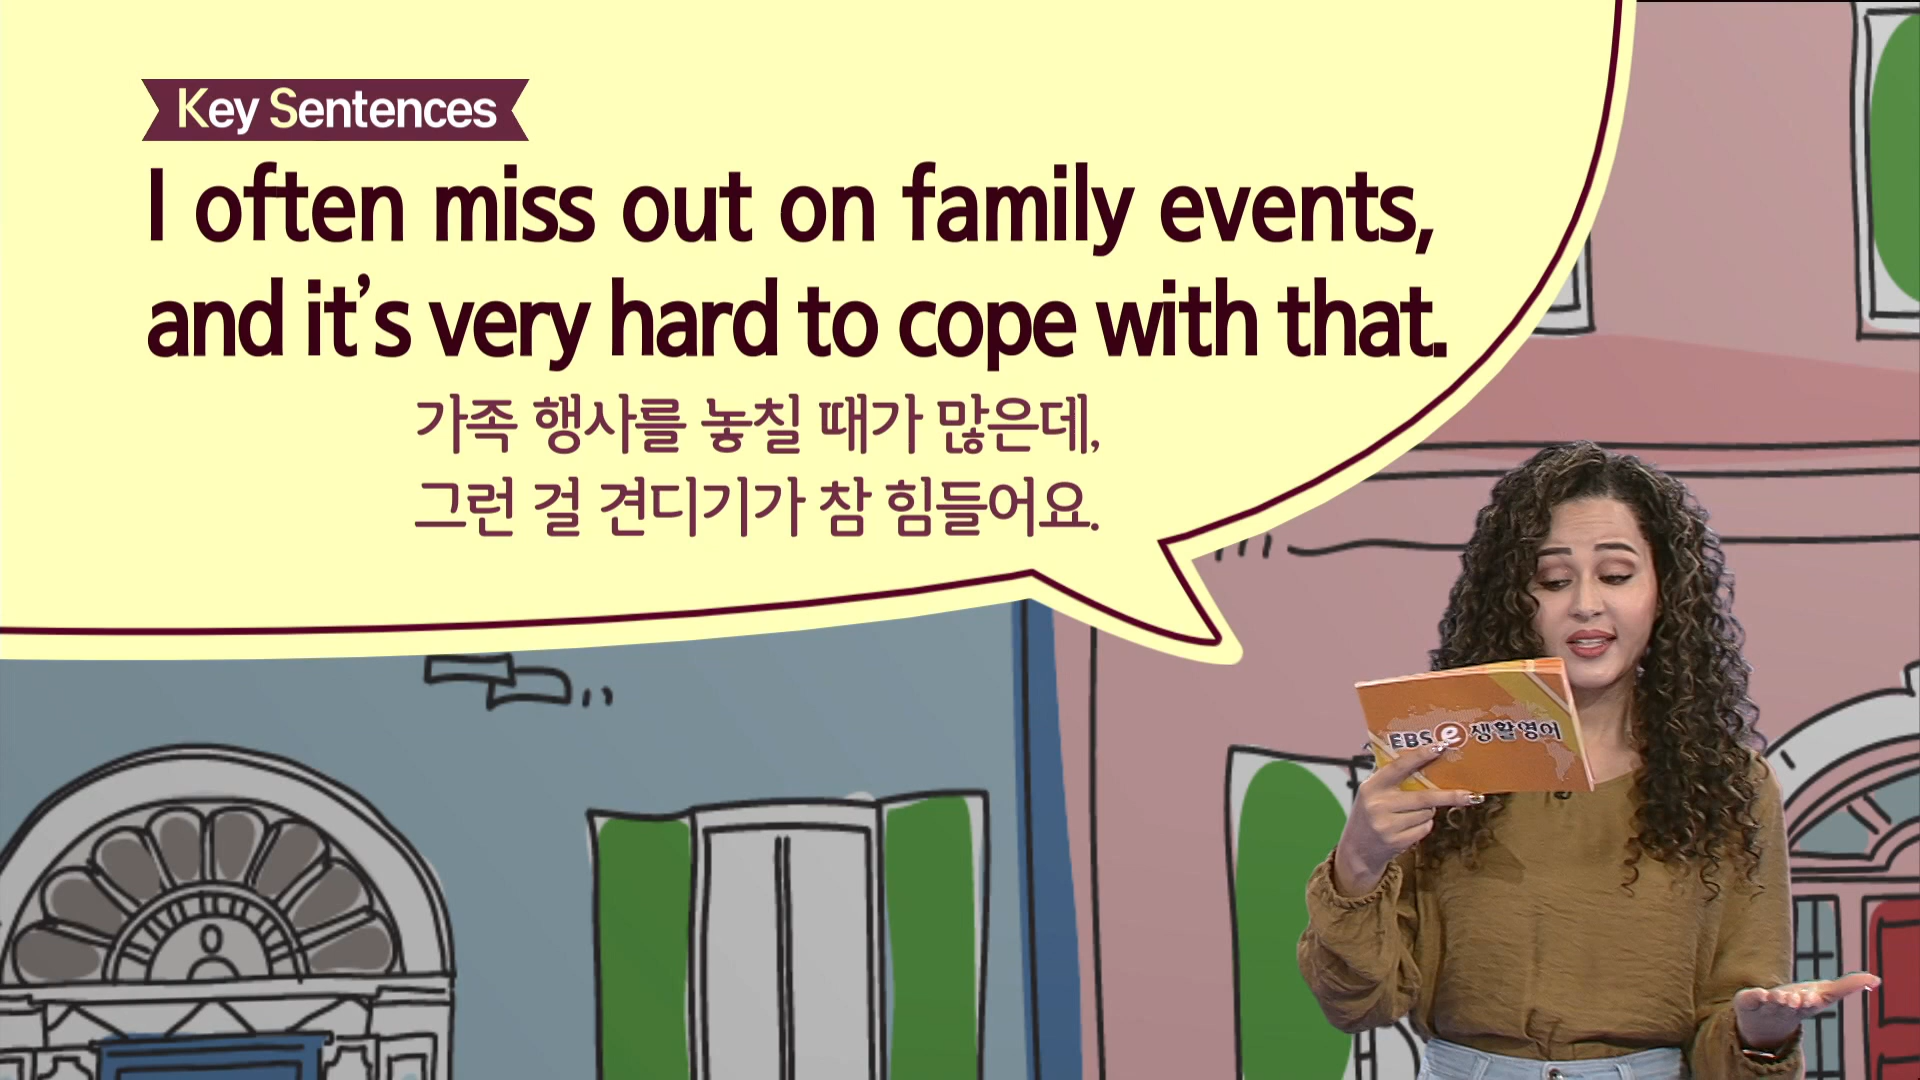 Key Sentences
I often miss out on family events,
and it's very hard to cope with that.
가족 행사를 놓칠 때가 많은데,
그런 걸 견디기가 참 힘들어요.
EBS e 생활영어